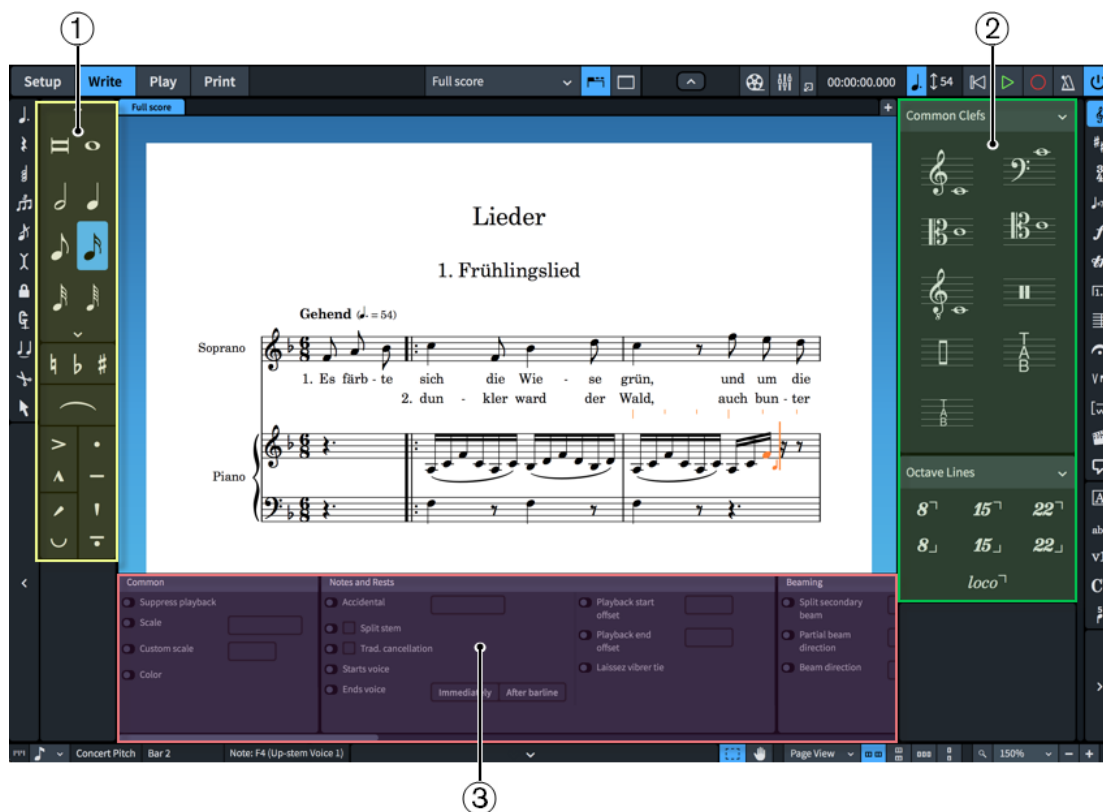 1
2
Setup Write Play Print Full score 00:00:00.000 54
Full score
Common Clefs
Lieder
1. Frühlingslied
Gehend (♩. = 54)
Soprano
1. Es färb - te sich die Wie - se grün, und um die
2. dun - kler ward der Wald, auch bun - ter
Piano
T
A
B
T
A
B
Octave Lines
8 15 22
8 15 22
loco
Common
Suppress playback
Scale
Custom scale
Color
Notes and Rests
Accidental
Split stem
Trad. cancellation
Starts voice
Ends voice
Immediately After barline
Playback start
offset
Playback end
offset
Laissez vibrer tie
Beaming
Split secondary
beam
Partial beam
direction
Beam direction
Concert Pitch Bar 2 Note: F4 (Up-stem Voice 1) Page View 150%
3